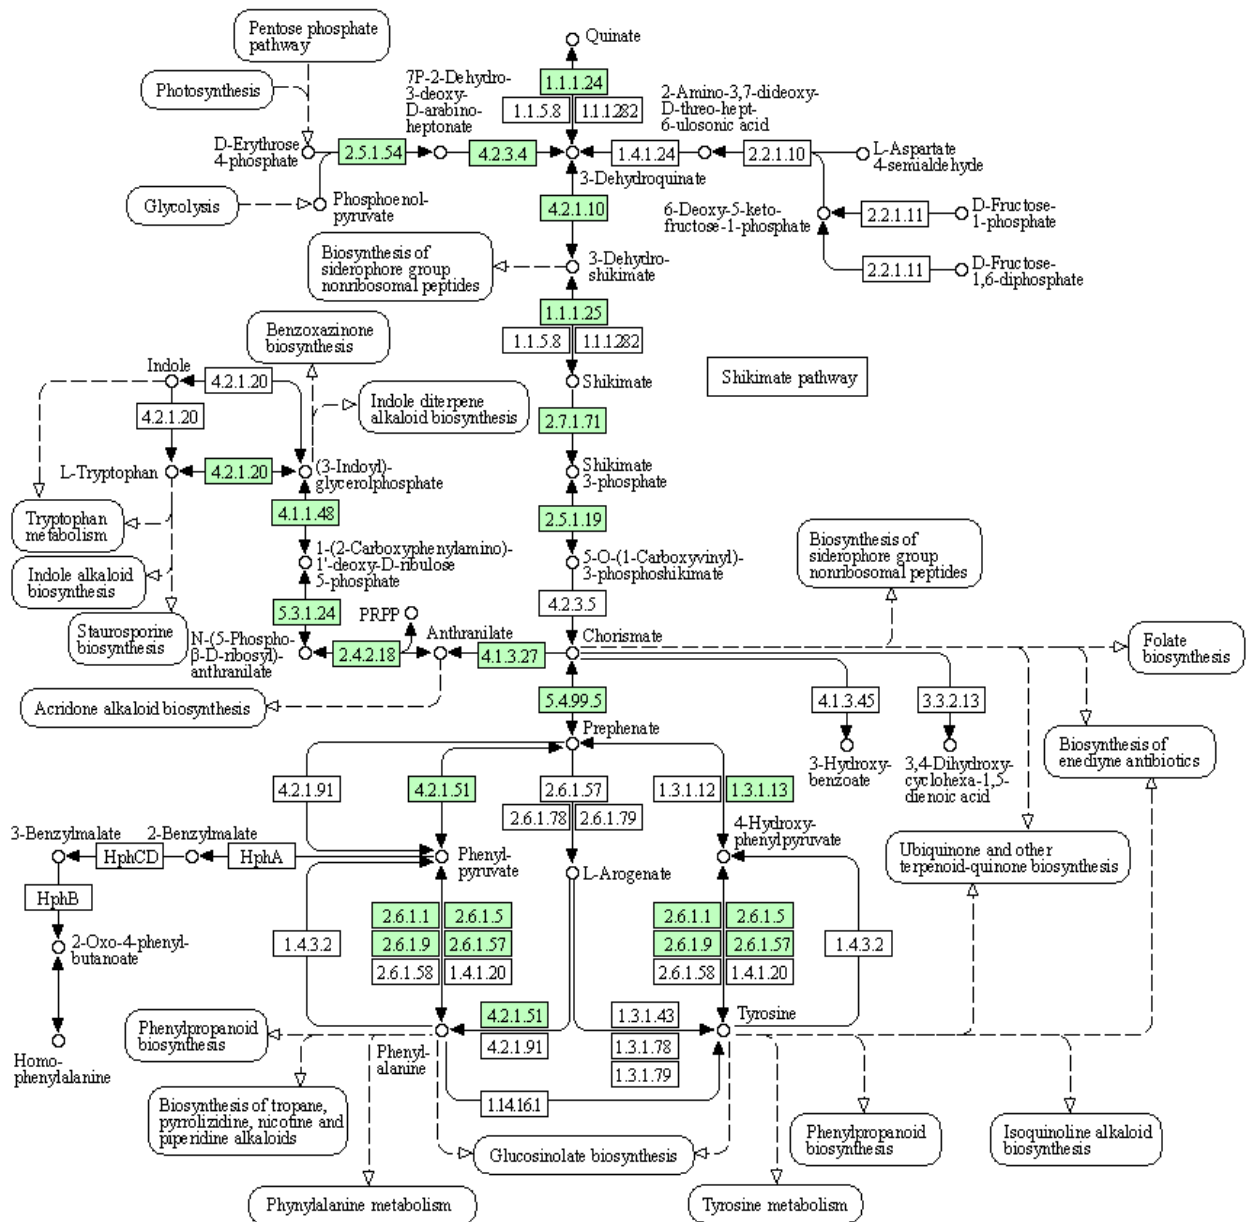 Pentose phosphate
pathway
Photosynthesis
Glycolysis
D-Erythrose
4-phosphate
2.5.1.54
Phosphoenol-
pyruvate
7P-2-Dehydro-
3-deoxy-
D-arabino-
heptonate
4.2.3.4
Quinate
1.1.1.24
1.1.5.8
1.1.1.282
2-Amino-3,7-dideoxy-
D-threo-hept-
6-ulosonic acid
1.4.1.24
2.2.1.10
L-Aspartate
4-semialdehyde
3-Dehydroquinate
4.2.1.10
6-Deoxy-5-keto-
fructose-1-phosphate
2.2.1.11
D-Fructose-
1-phosphate
2.2.1.11
D-Fructose-
1,6-diphosphate
Biosynthesis of
siderophore group
nonribosomal peptides
3-Dehydro-
shikimate
1.1.1.25
1.1.5.8
1.1.1.282
Shikimate pathway
Benzoxazinone
biosynthesis
Indole
4.2.1.20
4.2.1.20
Indole diterpene
alkaloid biosynthesis
Shikimate
2.7.1.71
L-Tryptophan
4.2.1.20
(3-Indoyl)-
glycerolphosphate
Shikimate
3-phosphate
Tryptophan
metabolism
4.1.1.48
2.5.1.19
Indole alkaloid
biosynthesis
1-(2-Carboxyphenylamino)-
1'-deoxy-D-ribulose
5-phosphate
5-O-(1-Carboxyvinyl)-
3-phosphoshikimate
Biosynthesis of
siderophore group
nonribosomal peptides
Staurosporine
biosynthesis
5.3.1.24
PRPP
4.2.3.5
N-(5-Phospho-
β-D-ribosyl)-
anthranilate
2.4.2.18
Anthranilate
4.1.3.27
Chorismate
Folate
biosynthesis
Acridone alkaloid biosynthesis
5.4.99.5
4.1.3.45
3.3.2.13
Prephenate
3-Hydroxy-
benzoate
3,4-Dihydroxy-
cyclohexa-1,5-
dienoic acid
Biosynthesis of
enediyne antibiotics
4.2.1.91
4.2.1.51
2.6.1.57
2.6.1.78
2.6.1.79
1.3.1.12
1.3.1.13
3-Benzylmalate
HphCD
2-Benzylmalate
HphA
Phenyl-
pyruvate
4-Hydroxy-
phenylpyruvate
Ubiquinone and other
terpenoid-quinone biosynthesis
HphB
L-Arogenate
2-Oxo-4-phenyl-
butanoate
1.4.3.2
2.6.1.1
2.6.1.5
2.6.1.9
2.6.1.57
2.6.1.58
1.4.1.20
2.6.1.1
2.6.1.5
2.6.1.9
2.6.1.57
2.6.1.58
1.4.1.20
1.4.3.2
Homo-
phenylalanine
Phenylpropanoid
biosynthesis
Phenyl-
alanine
4.2.1.51
4.2.1.91
1.3.1.43
1.3.1.78
1.3.1.79
Tyrosine
1.14.16.1
Biosynthesis of tropane,
pyrrolizidine, nicotine and
piperidine alkaloids
Glucosinolate biosynthesis
Phenylpropanoid
biosynthesis
Isoquinoline alkaloid
biosynthesis
Phynylalanine metabolism
Tyrosine metabolism